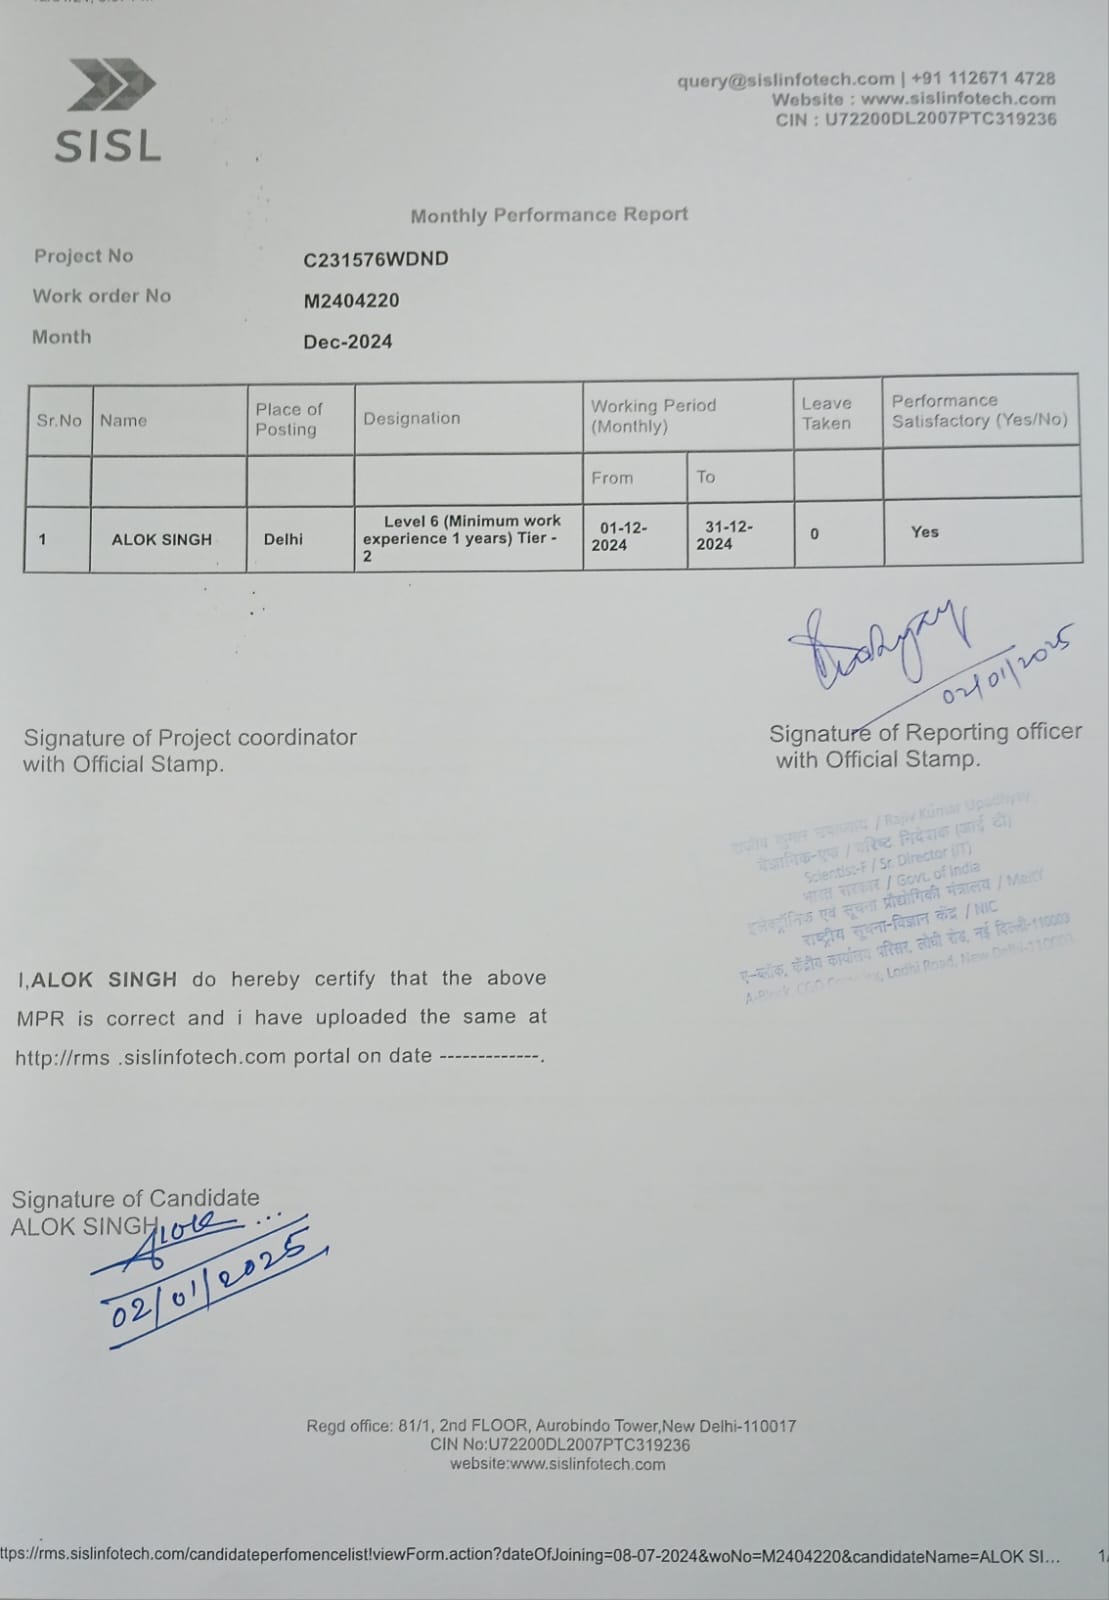 SISL
query@sislinfotech.com | +91 112671 4728
Website : www.sislinfotech.com
CIN : U72200DL2007PTC319236
Monthly Performance Report
Project No C231576WDND
Work order No M2404220
Month Dec-2024
Sr.No Name Place of Posting Designation Working Period (Monthly) Leave Taken Performance Satisfactory (Yes/No)
From To
1 ALOK SINGH Delhi Level 6 (Minimum work experience 1 years) Tier - 2 01-12-2024 31-12-2024 0 Yes
02/01/2025
Signature of Project coordinator
with Official Stamp.
Signature of Reporting officer
with Official Stamp.
/ Rajiv Kumar Upadhyay
वैज्ञानिक-एफ / वरिष्ठ निदेशक (आई टी)
Scientist-F / Sr. Director (IT)
भारत सरकार / Govt. of India
इलेक्ट्रॉनिक एवं सूचना प्रौद्योगिकी मंत्रालय / MeitY
राष्ट्रीय सूचना-विज्ञान केंद्र / NIC
ए-ब्लॉक, केंद्रीय कार्यालय परिसर, लोधी रोड, नई दिल्ली-110003
A-Block, CGO Lodhi Road, New Delhi-110003
I,ALOK SINGH do hereby certify that the above
MPR is correct and i have uploaded the same at
http://rms .sislinfotech.com portal on date -------------.
Signature of Candidate
ALOK SINGH
Alok
02/01/2025
Regd office: 81/1, 2nd FLOOR, Aurobindo Tower,New Delhi-110017
CIN No:U72200DL2007PTC319236
website:www.sislinfotech.com
ttps://rms.sislinfotech.com/candidateperfomencelist!viewForm.action?dateOfJoining=08-07-2024&woNo=M2404220&candidateName=ALOK SI... 1/